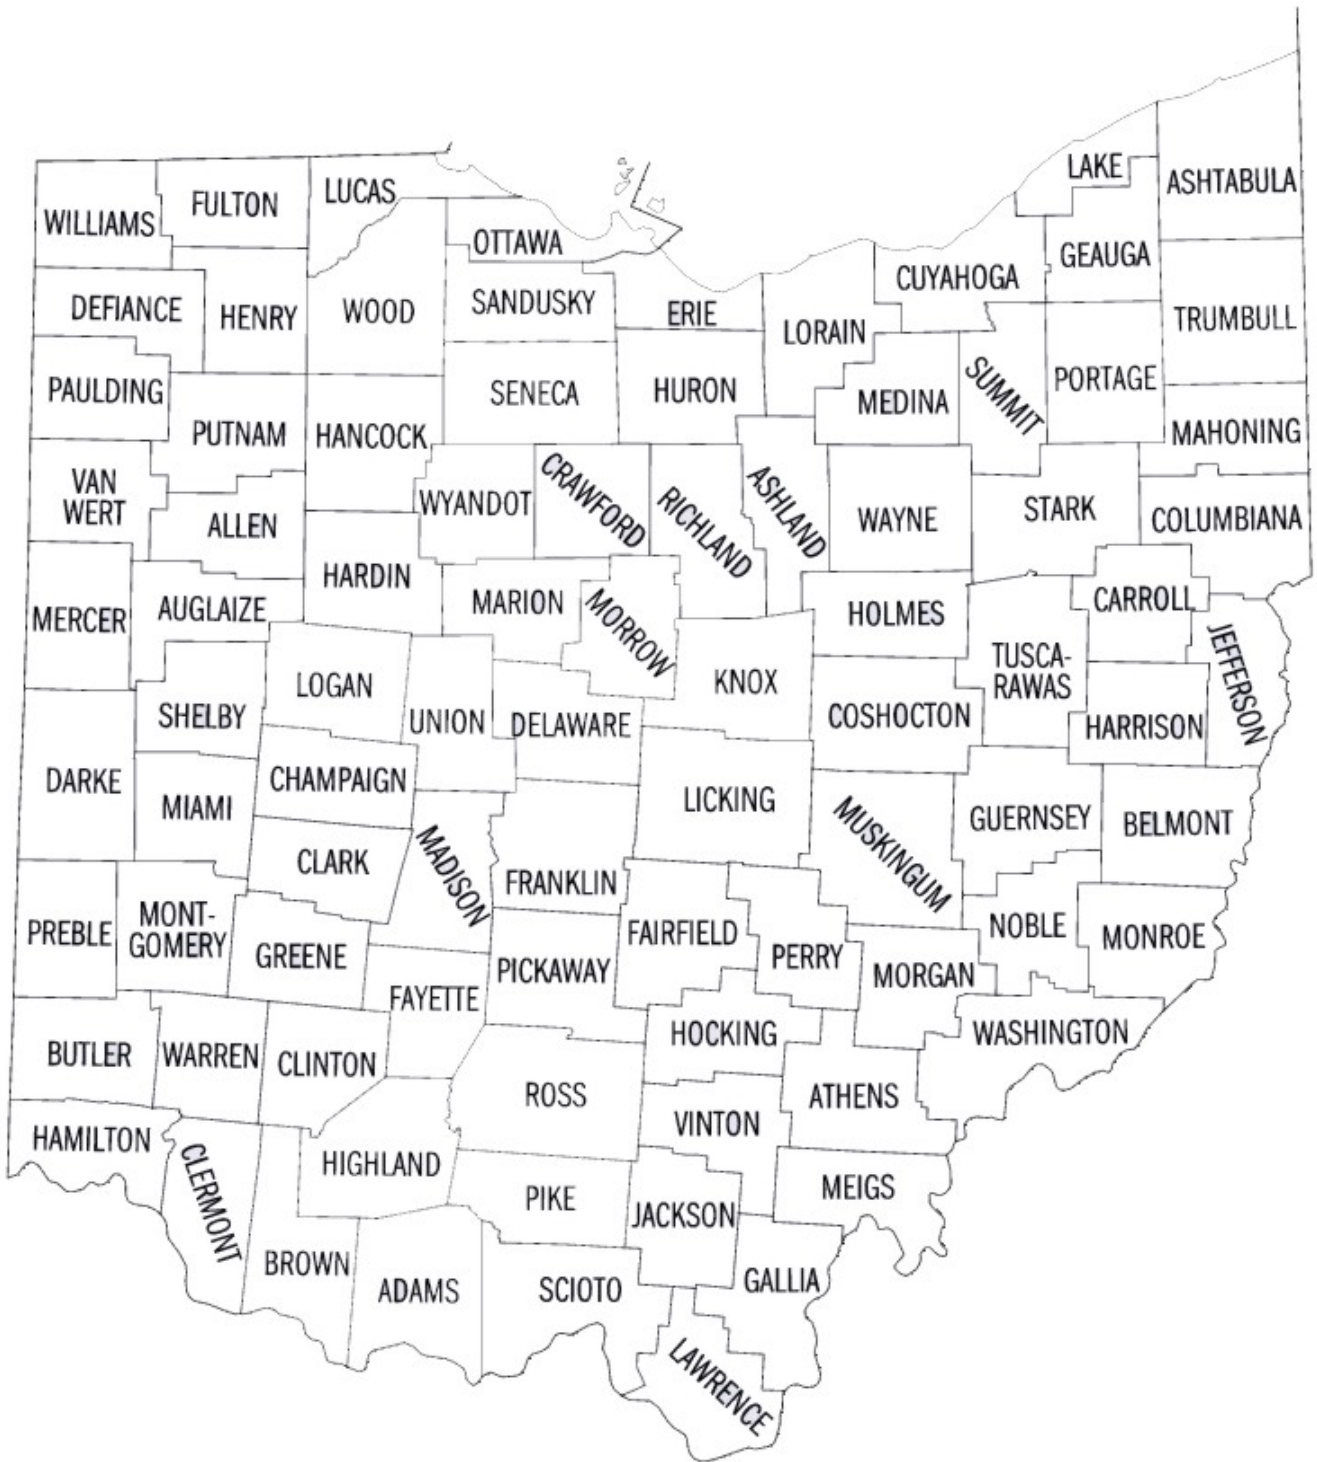 LAKE
ASHTABULA
LUCAS
FULTON
WILLIAMS
OTTAWA
GEAUGA
CUYAHOGA
DEFIANCE
HENRY
WOOD
SANDUSKY
ERIE
LORAIN
TRUMBULL
PAULDING
SENECA
HURON
MEDINA
SUMMIT
PORTAGE
PUTNAM
HANCOCK
MAHONING
VAN
WERT
ALLEN
WYANDOT
CRAWFORD
RICHLAND
ASHLAND
WAYNE
STARK
COLUMBIANA
MERCER
AUGLAIZE
HARDIN
MARION
MORROW
HOLMES
CARROLL
JEFFERSON
TUSCA-
RAWAS
LOGAN
KNOX
SHELBY
UNION
DELAWARE
COSHOCTON
HARRISON
DARKE
MIAMI
CHAMPAIGN
LICKING
MUSKINGUM
GUERNSEY
BELMONT
CLARK
MADISON
FRANKLIN
PREBLE
MONT-
GOMERY
GREENE
FAIRFIELD
PERRY
NOBLE
MONROE
PICKAWAY
MORGAN
FAYETTE
HOCKING
WASHINGTON
BUTLER
WARREN
CLINTON
ROSS
ATHENS
VINTON
HAMILTON
CLERMONT
HIGHLAND
PIKE
JACKSON
MEIGS
BROWN
ADAMS
SCIOTO
GALLIA
LAWRENCE